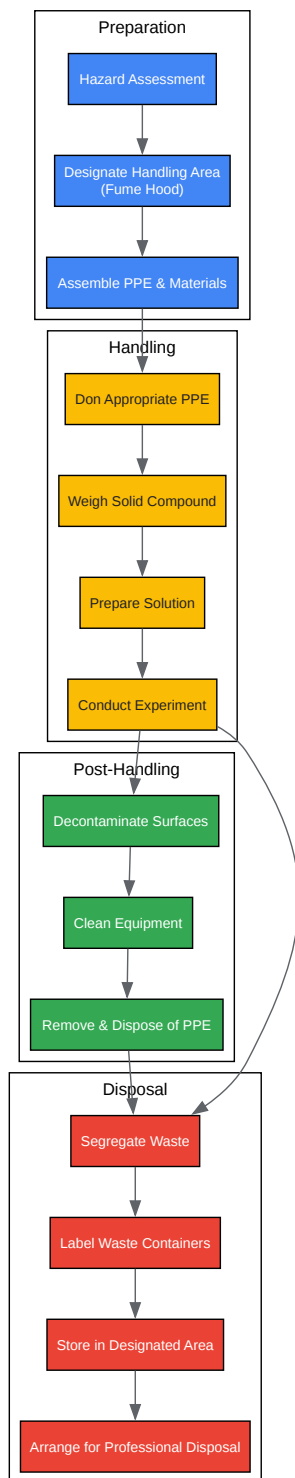 Preparation
Hazard Assessment
Designate Handling Area
(Fume Hood)
Assemble PPE & Materials
Handling
Don Appropriate PPE
Weigh Solid Compound
Prepare Solution
Conduct Experiment
Post-Handling
Decontaminate Surfaces
Clean Equipment
Remove & Dispose of PPE
Disposal
Segregate Waste
Label Waste Containers
Store in Designated Area
Arrange for Professional Disposal